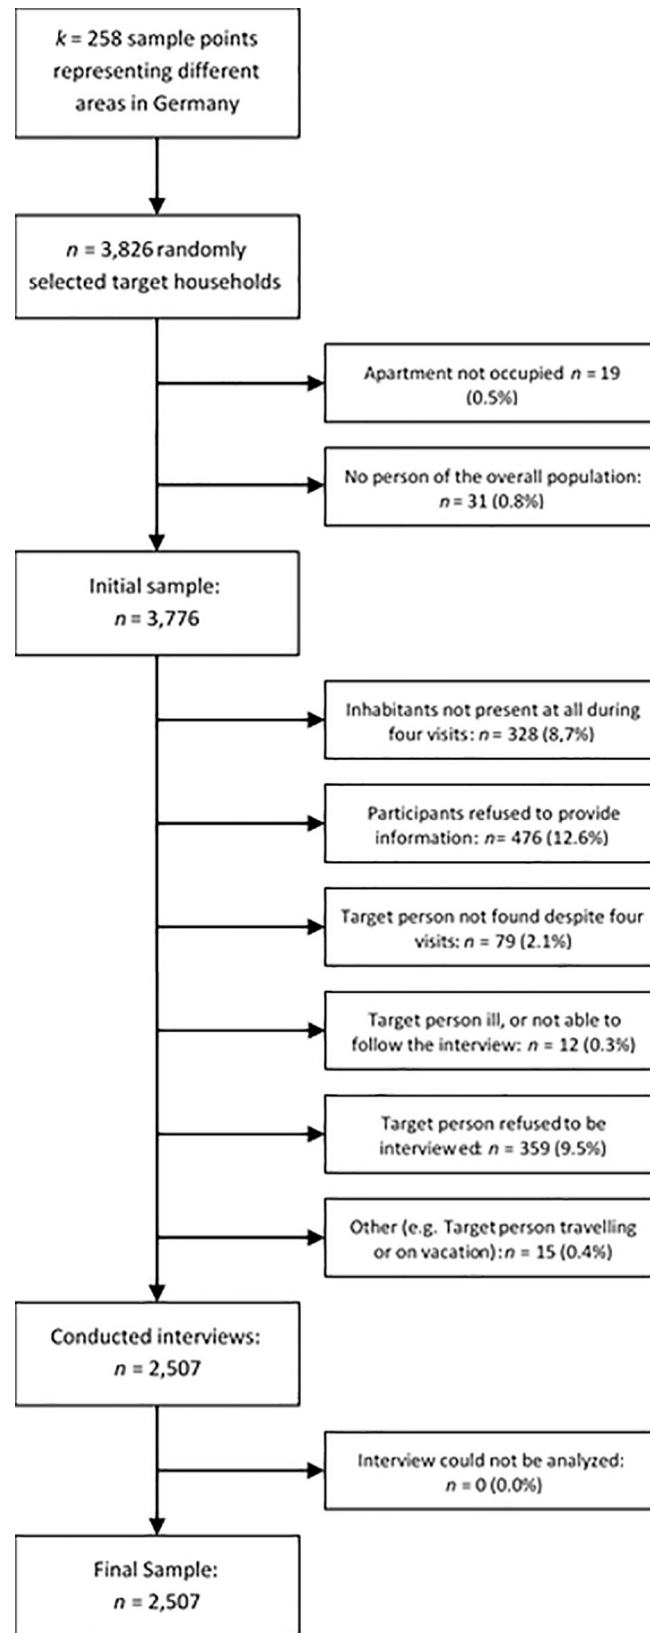 k = 258 sample points
representing different
areas in Germany
n = 3,826 randomly
selected target households
Apartment not occupied n = 19
(0.5%)
No person of the overall population:
n = 31 (0.8%)
Initial sample:
n = 3,776
Inhabitants not present at all during
four visits: n = 328 (8,7%)
Participants refused to provide
information: n= 476 (12.6%)
Target person not found despite four
visits: n = 79 (2.1%)
Target person ill, or not able to
follow the interview: n = 12 (0.3%)
Target person refused to be
interviewed: n = 359 (9.5%)
Other (e.g. Target person travelling
or on vacation): n = 15 (0.4%)
Conducted interviews:
n = 2,507
Interview could not be analyzed:
n = 0 (0.0%)
Final Sample:
n = 2,507